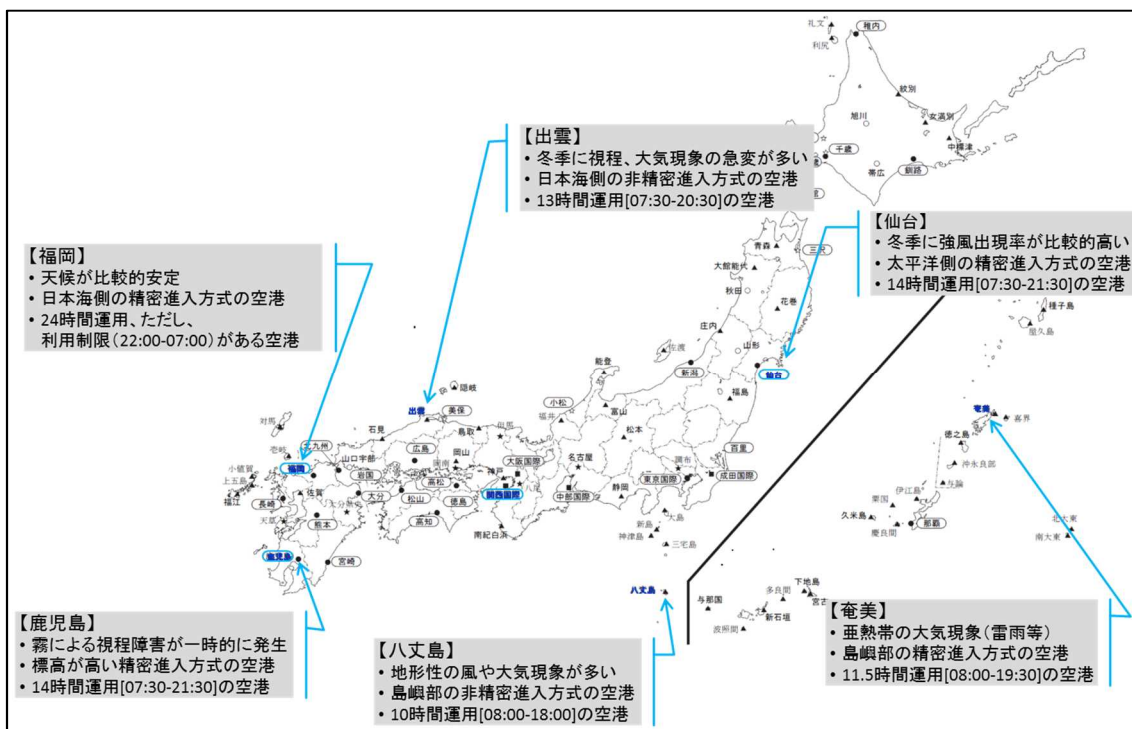 【出雲】
• 冬季に視程、大気現象の急変が多い
• 日本海側の非精密進入方式の空港
• 13時間運用[07:30-20:30]の空港
【福岡】
• 天候が比較的安定
• 日本海側の精密進入方式の空港
• 24時間運用、ただし、
利用制限(22:00-07:00)がある空港
【仙台】
• 冬季に強風出現率が比較的高い
• 太平洋側の精密進入方式の空港
• 14時間運用[07:30-21:30]の空港
【鹿児島】
• 霧による視程障害が一時的に発生
• 標高が高い精密進入方式の空港
• 14時間運用[07:30-21:30]の空港
【八丈島】
• 地形性の風や大気現象が多い
• 島嶼部の非精密進入方式の空港
• 10時間運用[08:00-18:00]の空港
【奄美】
• 亜熱帯の大気現象(雷雨等)
• 島嶼部の精密進入方式の空港
• 11.5時間運用[08:00-19:30]の空港
礼文
稚内
利尻
紋別
旭川
女満別
中標津
千歳
帯広
釧路
青森
三沢
大館能代
秋田
花巻
庄内
山形
仙台
佐渡
新潟
福島
能登
小松
福井
富山
松本
百里
隠岐
出雲
美保
石見
鳥取
但馬
対馬
壱岐
北九州
山口宇部
広島
岡山
岡南
神戸
大阪国際
八尾
名古屋
調布
東京国際
成田国際
小値賀
上五島
福江
福岡
佐賀
長崎
岩国
大分
松山
高松
徳島
関西国際
中部国際
静岡
天草
熊本
大分県央
高知
南紀白浜
大島
新島
神津島
三宅島
鹿児島
宮崎
八丈島
種子島
屋久島
奄美
喜界
徳之島
沖永良部
与論
伊江島
粟国
久米島
慶良間
那覇
北大東
南大東
与那国
多良間
下地島
宮古
新石垣
波照間